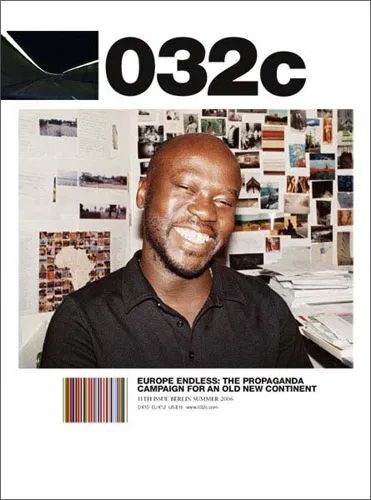 032c
EUROPE ENDLESS: THE PROPAGANDA
CAMPAIGN FOR AN OLD NEW CONTINENT
11TH ISSUE BERLIN SUMMER 2006
www.032c.com